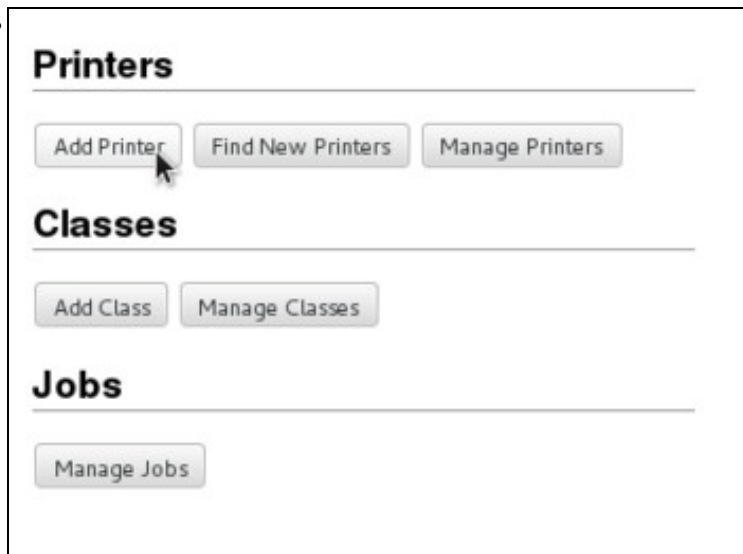 Printers
Add Printer Find New Printers Manage Printers
Classes
Add Class Manage Classes
Jobs
Manage Jobs